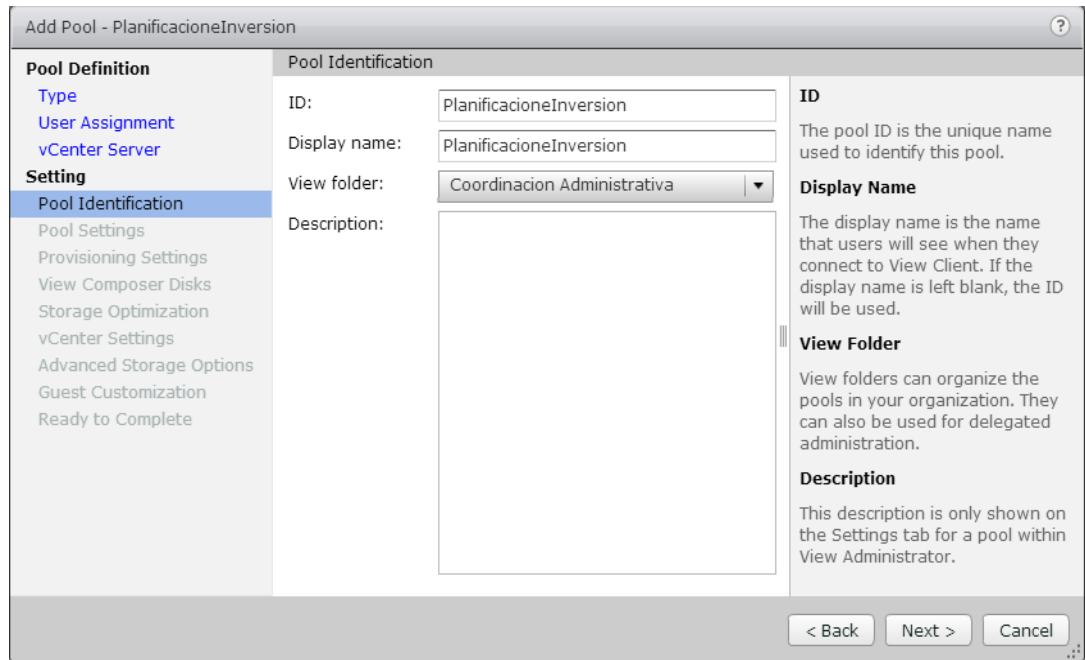 Add Pool - PlanificacioneInversion
?
Pool Definition
Type
User Assignment
vCenter Server
Setting
Pool Identification
Pool Settings
Provisioning Settings
View Composer Disks
Storage Optimization
vCenter Settings
Advanced Storage Options
Guest Customization
Ready to Complete
Pool Identification
ID:
PlanificacioneInversion
Display name:
PlanificacioneInversion
View folder:
Coordinacion Administrativa
Description:
ID
The pool ID is the unique name
used to identify this pool.
Display Name
The display name is the name
that users will see when they
connect to View Client. If the
display name is left blank, the ID
will be used.
View Folder
View folders can organize the
pools in your organization. They
can also be used for delegated
administration.
Description
This description is only shown on
the Settings tab for a pool within
View Administrator.
< Back
Next >
Cancel